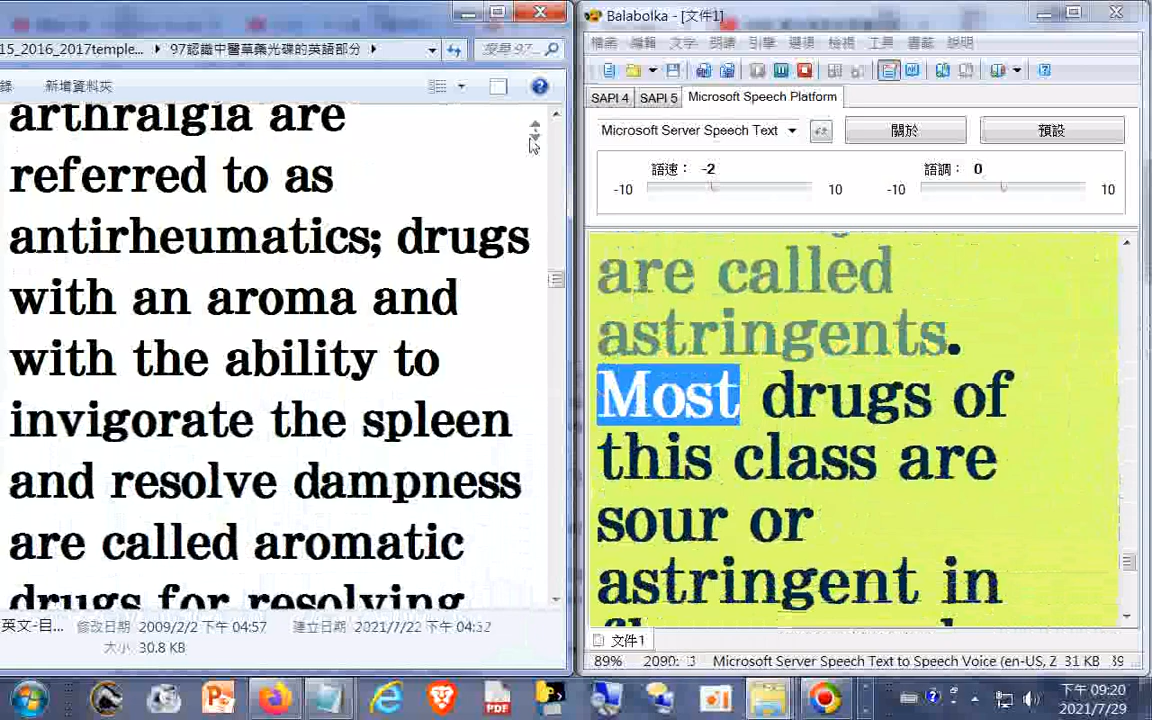 15_2016_2017temple... ▸ 97認識中醫草藥光碟的英語部分 ▸
搜尋 97...
錄
新增資料夾
arthralgia are
referred to as
antirheumatics; drugs
with an aroma and
with the ability to
invigorate the spleen
and resolve dampness
are called aromatic
drugs for resolving
英文-目... 修改日期 2009/2/2 下午 04:57 建立日期 2021/7/22 下午 04:32
大小 30.8 KB
Balabolka - [文件1]
檔案 編輯 文字 朗讀 引擎 選項 檢視 工具 書籤 說明
SAPI 4 SAPI 5 Microsoft Speech Platform
Microsoft Server Speech Text 關於 預設
語速： -2 語調： 0
-10 10 -10 10
are called
astringents.
Most drugs of
this class are
sour or
astringent in
文件1
89% Microsoft Server Speech Text to Speech Voice (en-US, Z 31 KB
下午 09:20
2021/7/29